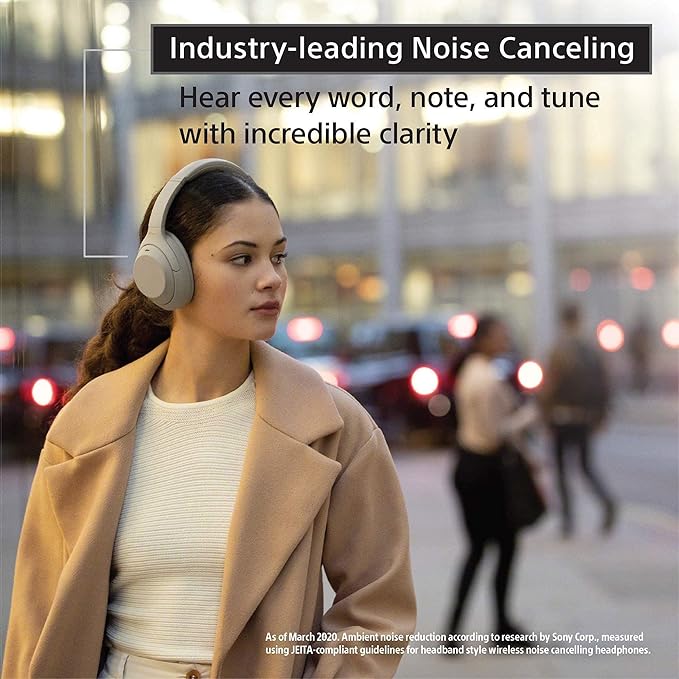 Industry-leading Noise Canceling
Hear every word, note, and tune
with incredible clarity
As of March 2020. Ambient noise reduction according to research by Sony Corp., measured
using JEITA-compliant guidelines for headband style wireless noise cancelling headphones.